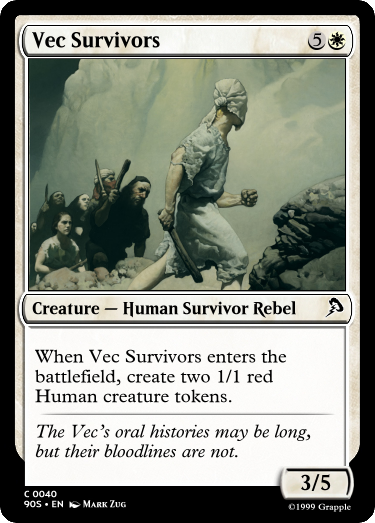 Vec Survivors 5
Creature — Human Survivor Rebel
When Vec Survivors enters the
battlefield, create two 1/1 red
Human creature tokens.
The Vec's oral histories may be long,
but their bloodlines are not.
3/5
C 0040
90S • EN Mark Zug
©1999 Grapple